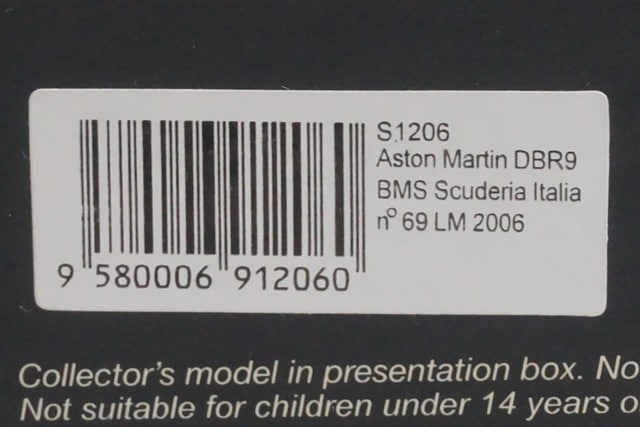 S1206
Aston Martin DBR9
BMS Scuderia Italia
nº 69 LM 2006
9 580006 912060
Collector's model in presentation box. No
Not suitable for children under 14 years o